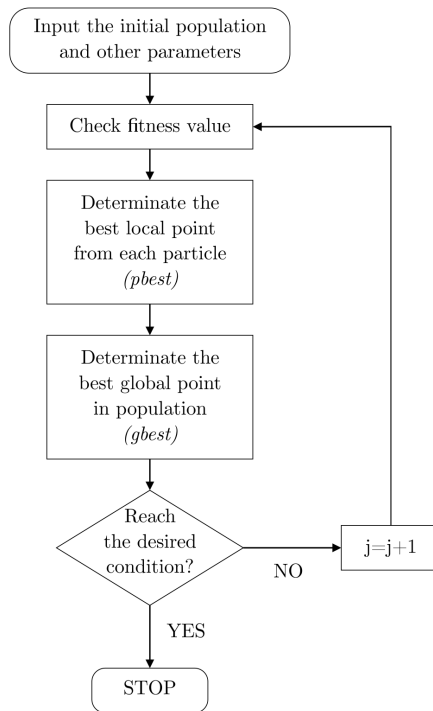 Input the initial population
and other parameters
Check fitness value
Determinate the
best local point
from each particle
(pbest)
Determinate the
best global point
in population
(gbest)
Reach
the desired
condition?
NO
j=j+1
YES
STOP